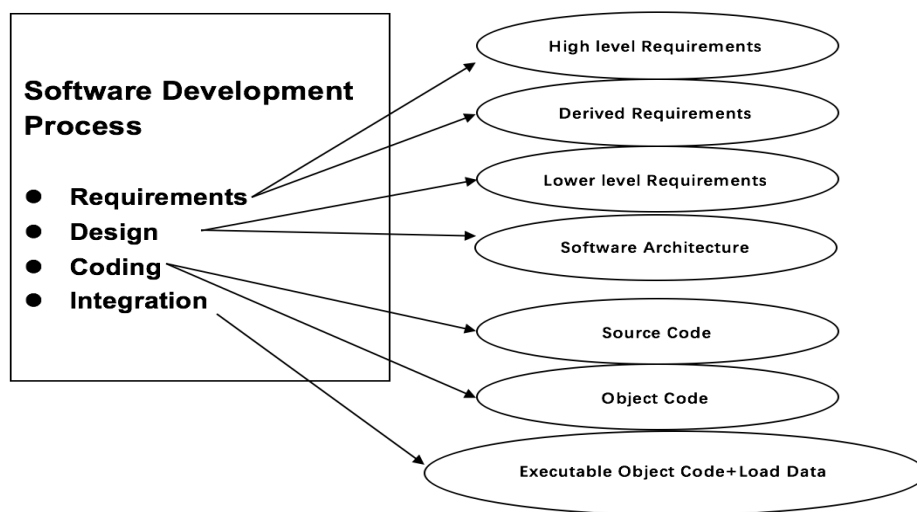 Software Development
Process
● Requirements
● Design
● Coding
● Integration
High level Requirements
Derived Requirements
Lower level Requirements
Software Architecture
Source Code
Object Code
Executable Object Code+Load Data